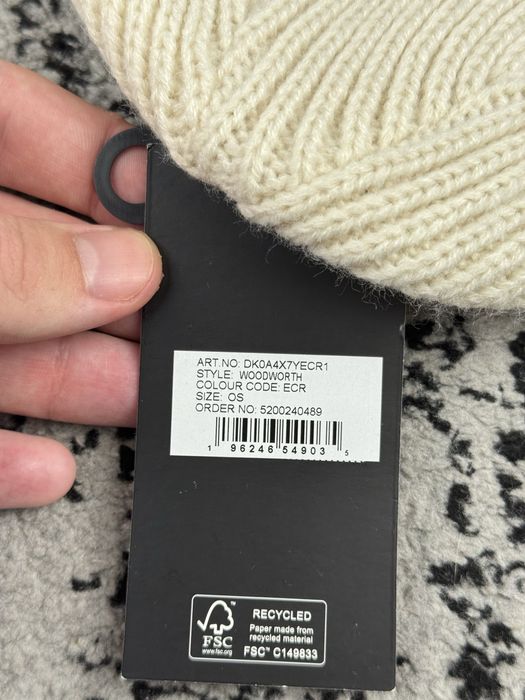 ART.NO: DK0A4X7YECR1
STYLE: WOODWORTH
COLOUR CODE: ECR
SIZE: OS
ORDER NO: 5200240489
1 96246 54903 5
FSC
www.fsc.org
RECYCLED
Paper made from
recycled material
FSC™ C149833